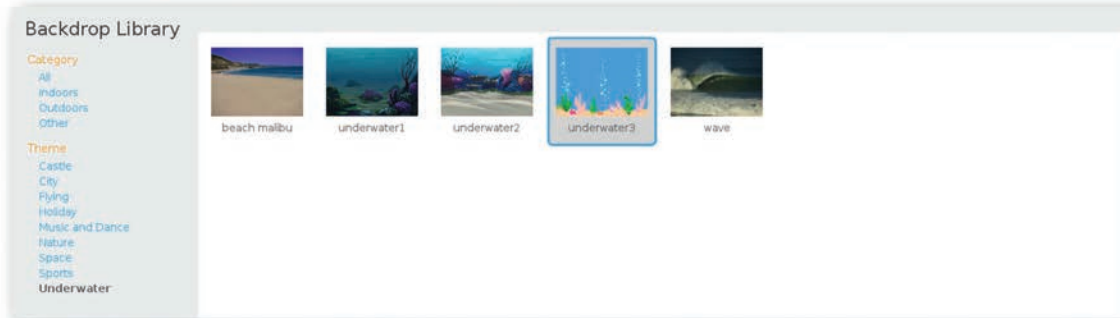 Backdrop Library
Category
All
Indoors
Outdoors
Other
Theme
Castle
City
Flying
Holiday
Music and Dance
Nature
Space
Sports
Underwater
beach malibu
underwater1
underwater2
underwater3
wave